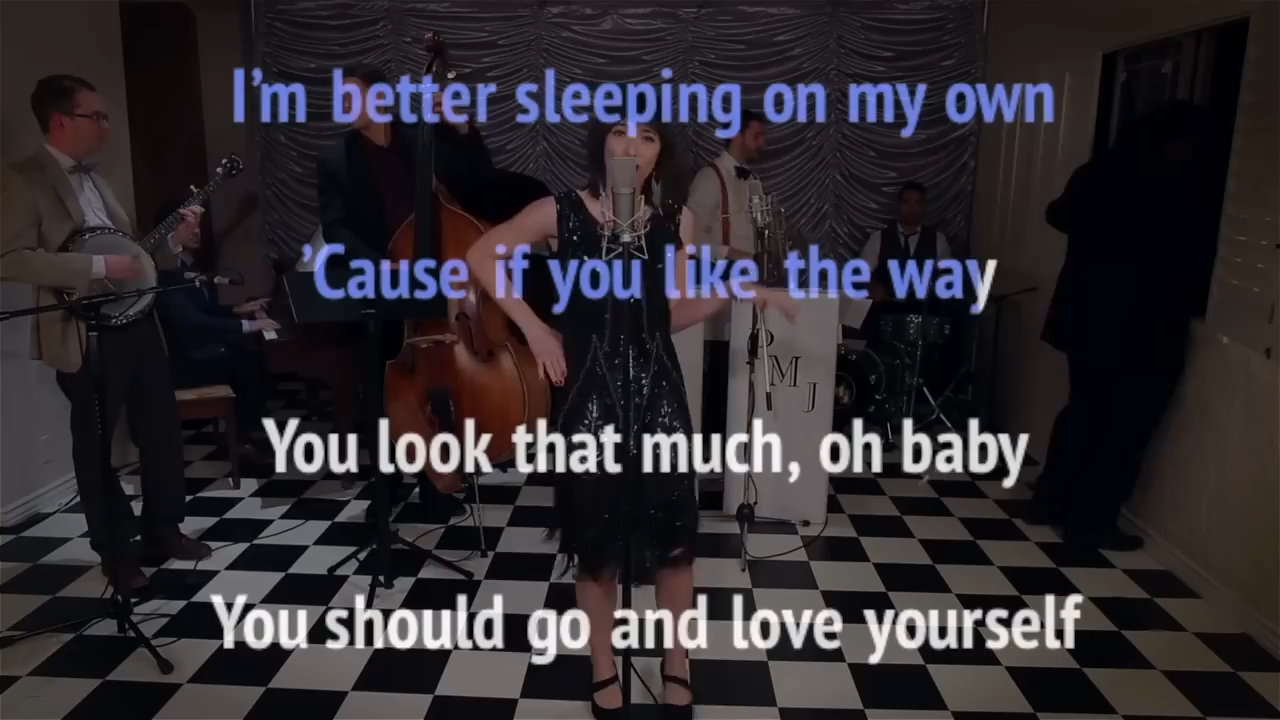 I'm better sleeping on my own
'Cause if you like the way
You look that much, oh baby
You should go and love yourself
PMJ